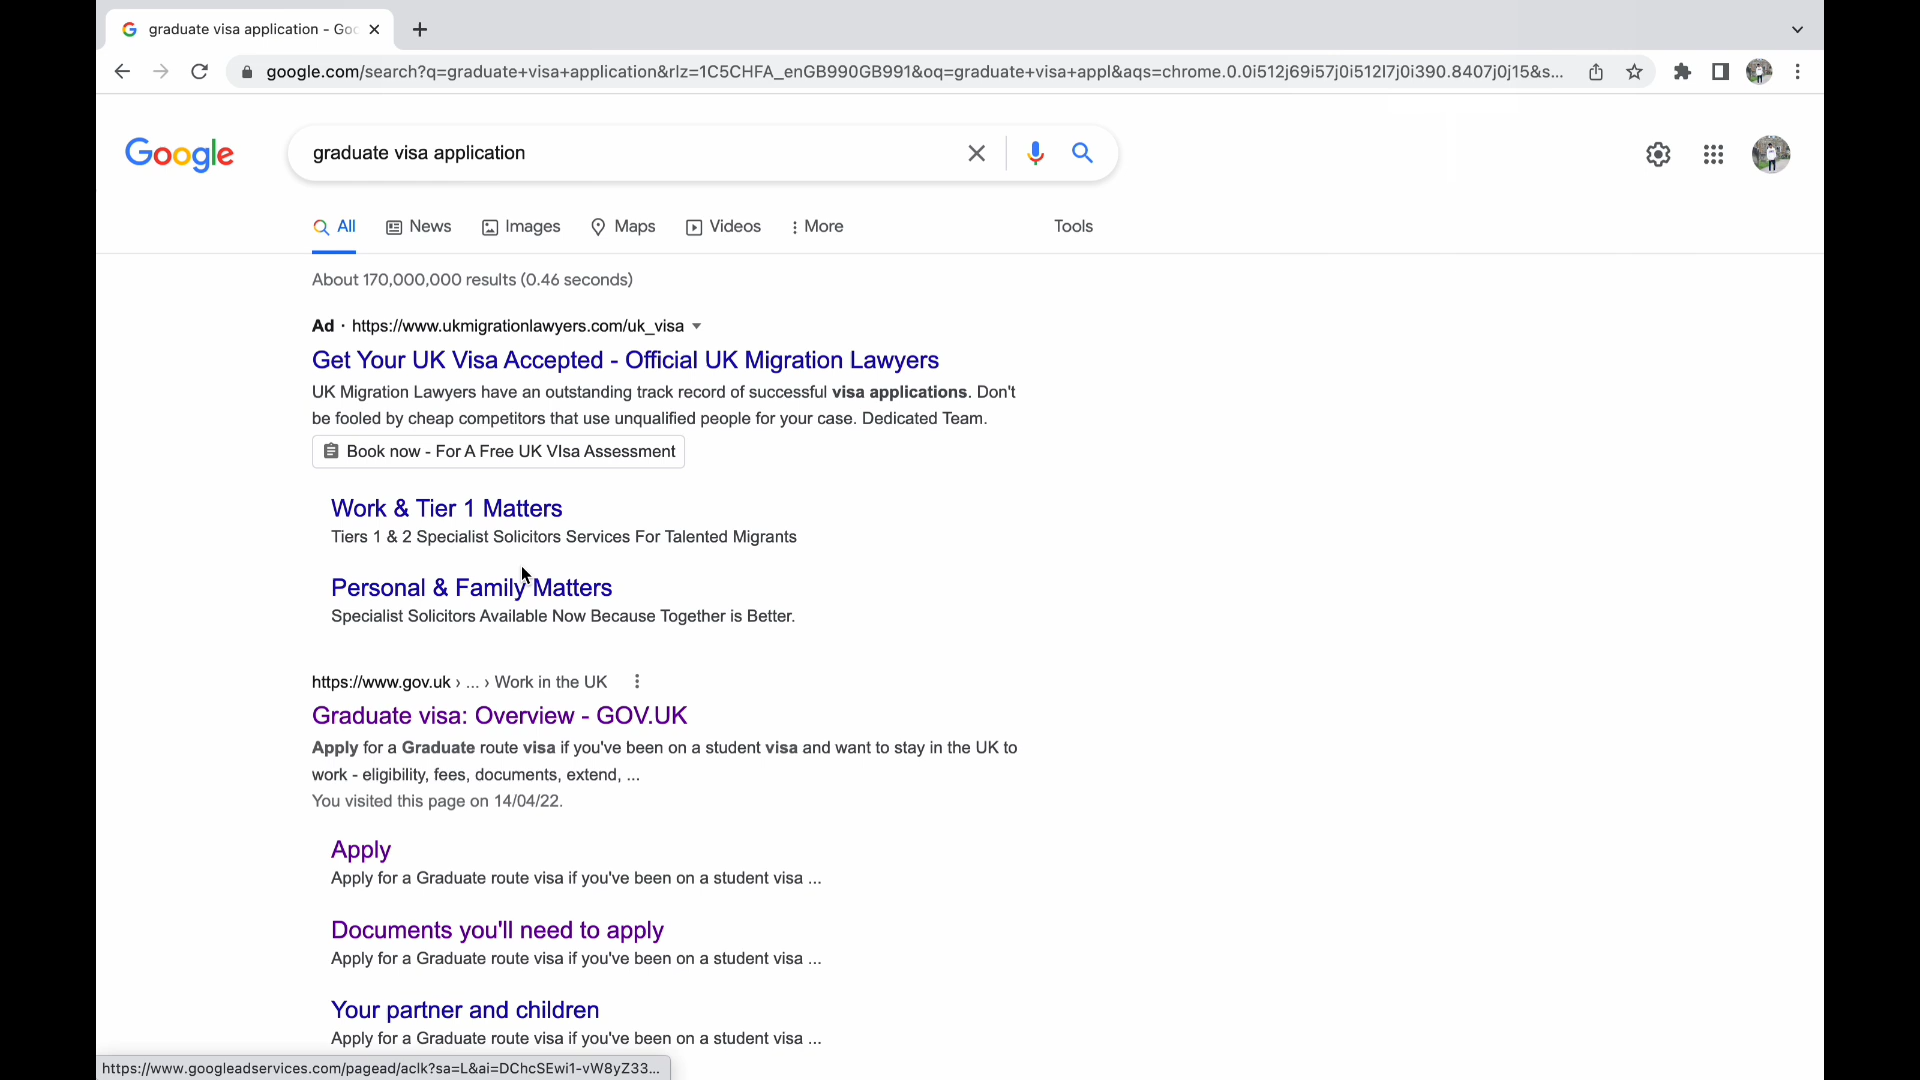 graduate visa application - Goo
google.com/search?q=graduate+visa+application&rlz=1C5CHFA_enGB990GB991&oq=graduate+visa+appl&aqs=chrome.0.0i512j69i57j0i512l7j0i390.8407j0j15&s...
Google
graduate visa application
All News Images Maps Videos More Tools
About 170,000,000 results (0.46 seconds)
Ad · https://www.ukmigrationlawyers.com/uk_visa
Get Your UK Visa Accepted - Official UK Migration Lawyers
UK Migration Lawyers have an outstanding track record of successful visa applications. Don't
be fooled by cheap competitors that use unqualified people for your case. Dedicated Team.
Book now - For A Free UK VIsa Assessment
Work & Tier 1 Matters
Tiers 1 & 2 Specialist Solicitors Services For Talented Migrants
Personal & Family Matters
Specialist Solicitors Available Now Because Together is Better.
https://www.gov.uk › ... › Work in the UK
Graduate visa: Overview - GOV.UK
Apply for a Graduate route visa if you've been on a student visa and want to stay in the UK to
work - eligibility, fees, documents, extend, ...
You visited this page on 14/04/22.
Apply
Apply for a Graduate route visa if you've been on a student visa ...
Documents you'll need to apply
Apply for a Graduate route visa if you've been on a student visa ...
Your partner and children
Apply for a Graduate route visa if you've been on a student visa ...
https://www.googleadservices.com/pagead/aclk?sa=L&ai=DChcSEwi1-vW8yZ33...